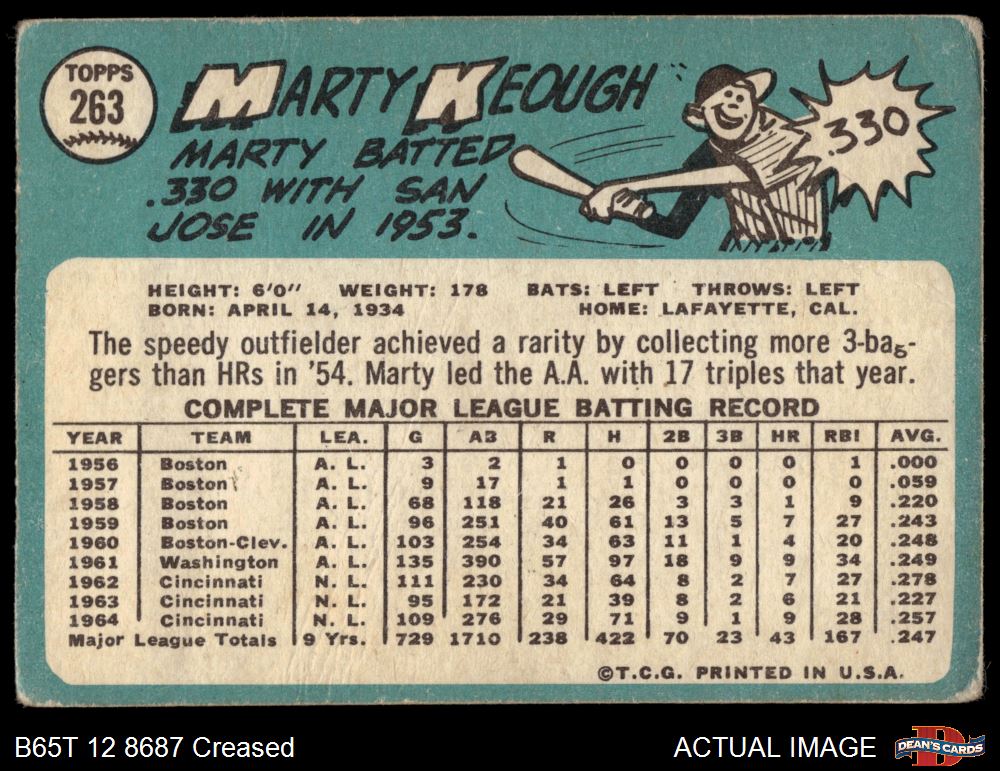 TOPPS
263
MARTY KEOUGH
MARTY BATTED
.330 WITH SAN
JOSE IN 1953.
.330
HEIGHT: 6'0" WEIGHT: 178 BATS: LEFT THROWS: LEFT
BORN: APRIL 14, 1934 HOME: LAFAYETTE, CAL.
The speedy outfielder achieved a rarity by collecting more 3-bag-
gers than HRs in '54. Marty led the A.A. with 17 triples that year.
COMPLETE MAJOR LEAGUE BATTING RECORD
YEAR TEAM LEA. G AB R H 2B 3B HR RBI AVG.
1956 Boston A. L. 3 2 1 0 0 0 0 1 .000
1957 Boston A. L. 9 17 1 1 0 0 0 0 .059
1958 Boston A. L. 68 118 21 26 3 3 1 9 .220
1959 Boston A. L. 96 251 40 61 13 5 7 27 .243
1960 Boston-Clev. A. L. 103 254 34 63 11 1 4 20 .248
1961 Washington A. L. 135 390 57 97 18 9 9 34 .249
1962 Cincinnati N. L. 111 230 34 64 8 2 7 27 .278
1963 Cincinnati N. L. 95 172 21 39 8 2 6 21 .227
1964 Cincinnati N. L. 109 276 29 71 9 1 9 28 .257
Major League Totals 9 Yrs. 729 1710 238 422 70 23 43 167 .247
©T.C.G. PRINTED IN U.S.A.
B65T 12 8687 Creased
ACTUAL IMAGE
DEAN'S CARDS